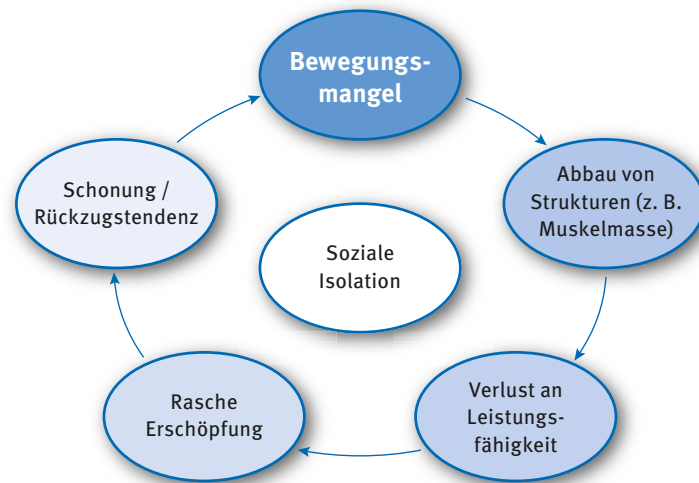 Bewegungs-
mangel
Abbau von
Strukturen (z. B.
Muskelmasse)
Verlust an
Leistungs-
fähigkeit
Rasche
Erschöpfung
Schonung /
Rückzugstendenz
Soziale
Isolation